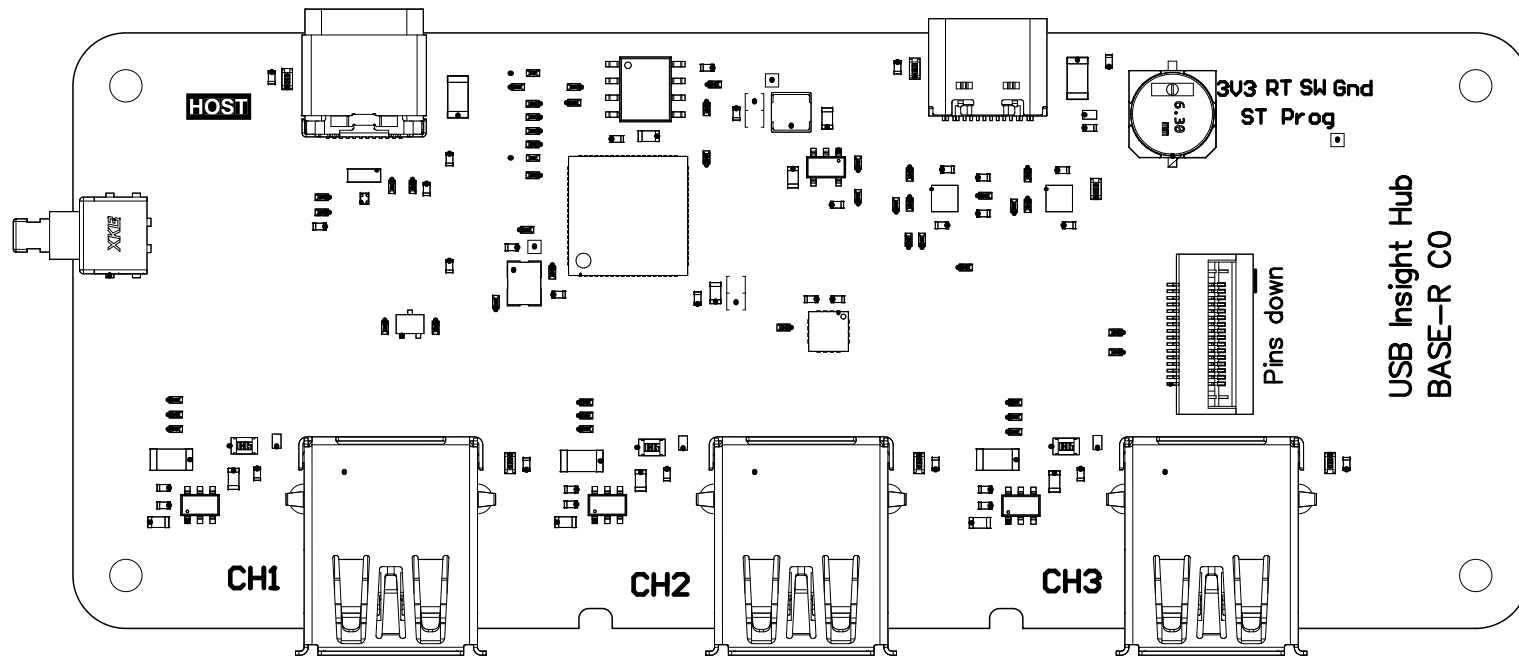 HOST
3V3 RT SW Gnd
ST Prog
6.30
mm
XKB
USB Insight Hub
BASE-R C0
Pins down
CH1
CH2
CH3